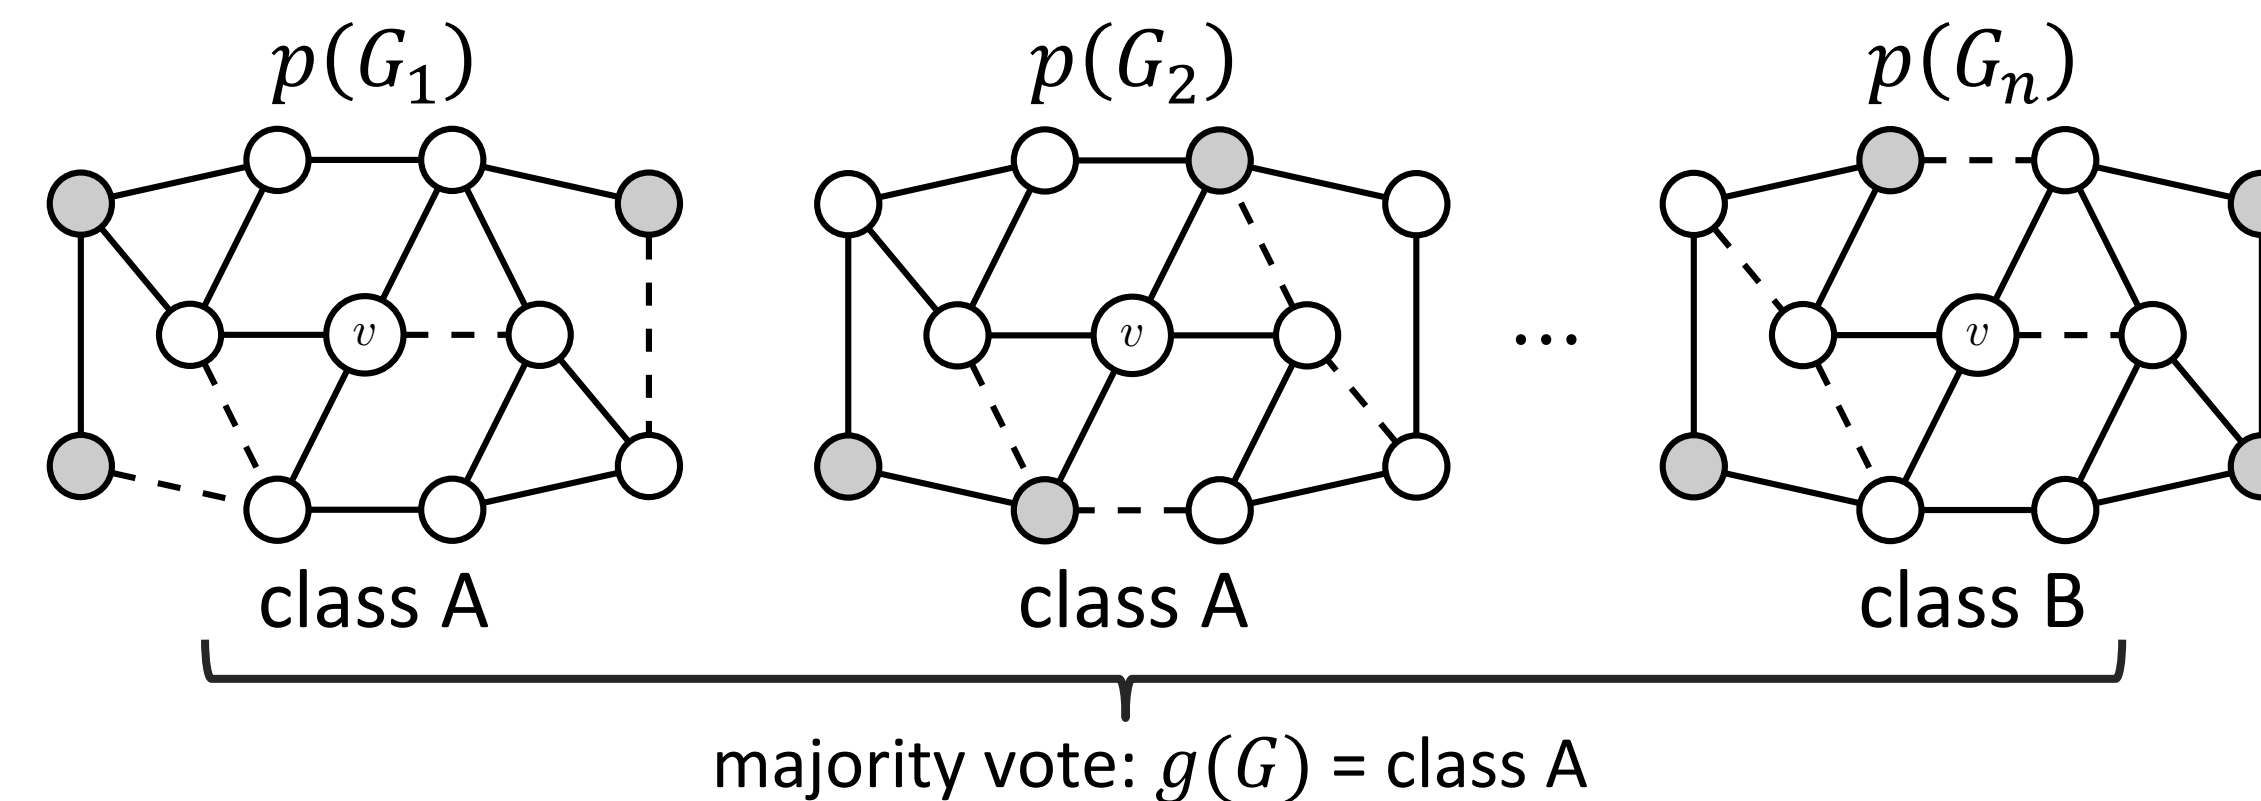 p(G₁) p(G₂) p(Gₙ)
v v ... v
class A class A class B
majority vote: g(G) = class A